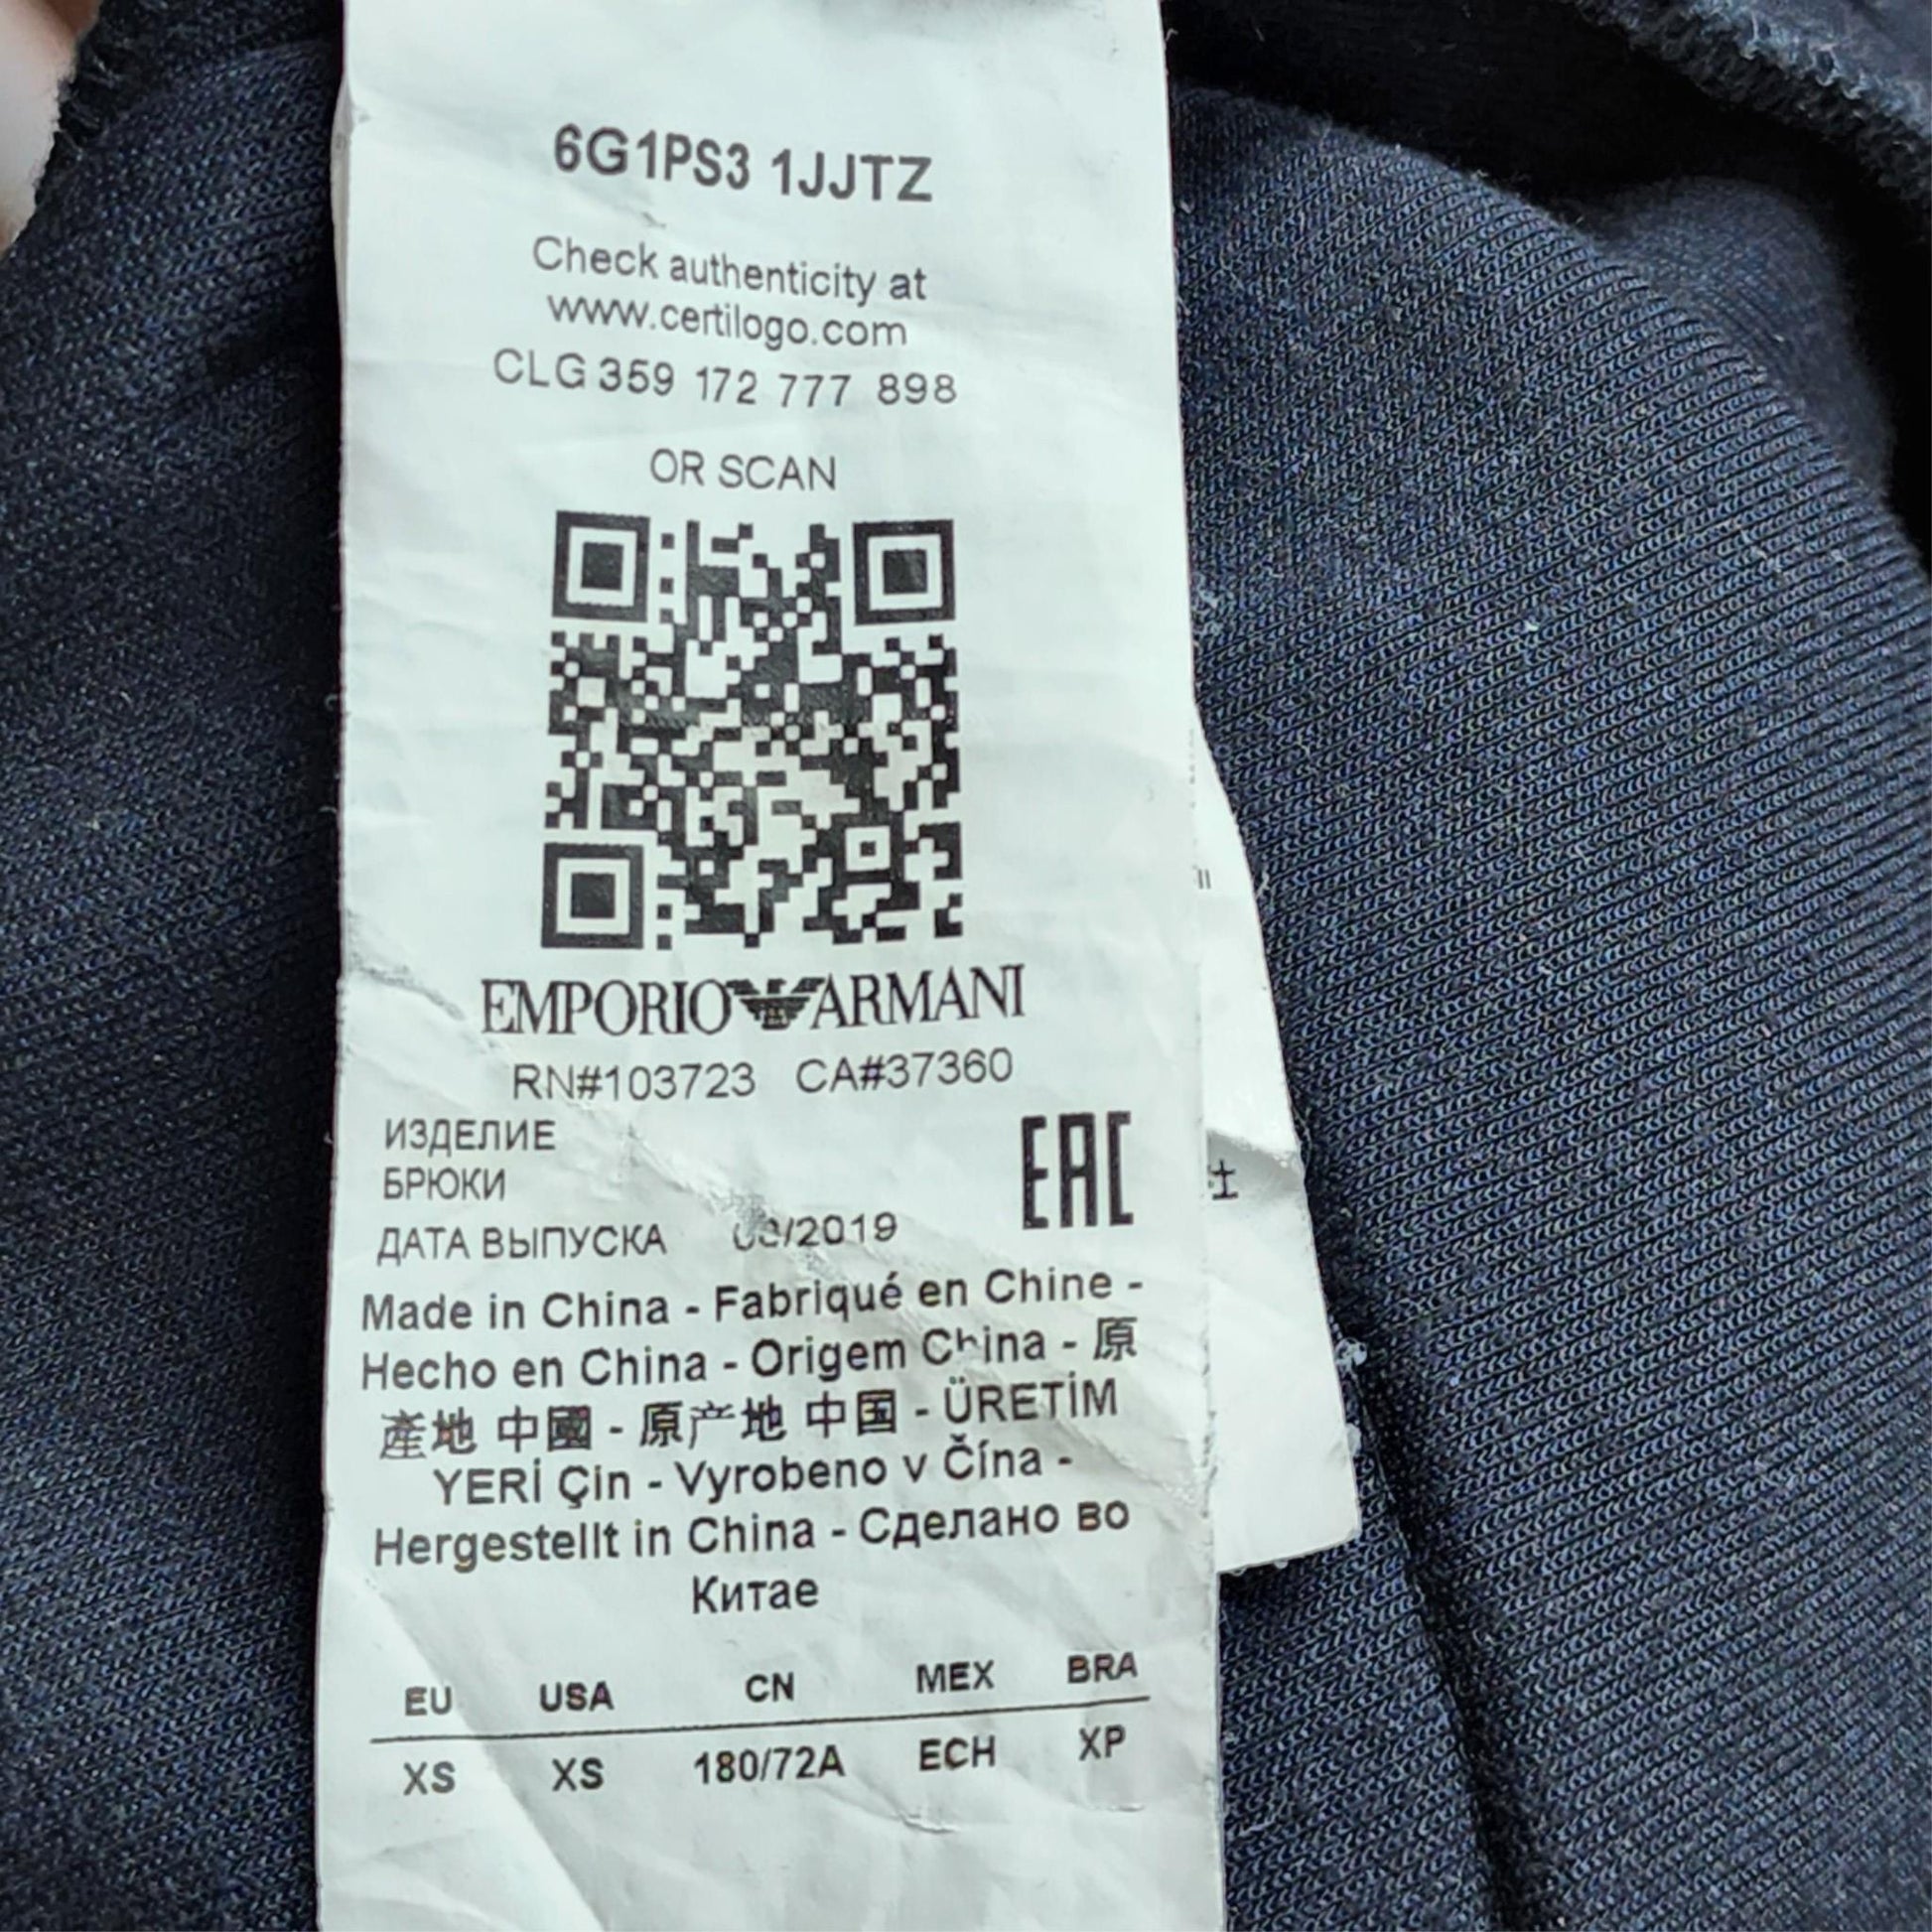 6G1PS3 1JJTZ
Check authenticity at
www.certilogo.com
CLG 359 172 777 898
OR SCAN
EMPORIO ARMANI
RN#103723 CA#37360
ИЗДЕЛИЕ
БРЮКИ
EAC
ДАТА ВЫПУСКА /2019
Made in China - Fabriqué en Chine -
Hecho en China - Origem China - 原
產地 中國 - 原产地 中国 - ÜRETİM
YERİ Çin - Vyrobeno v Čína -
Hergestellt in China - Сделано во
Китае
EU USA CN MEX BRA
XS XS 180/72A ECH XP